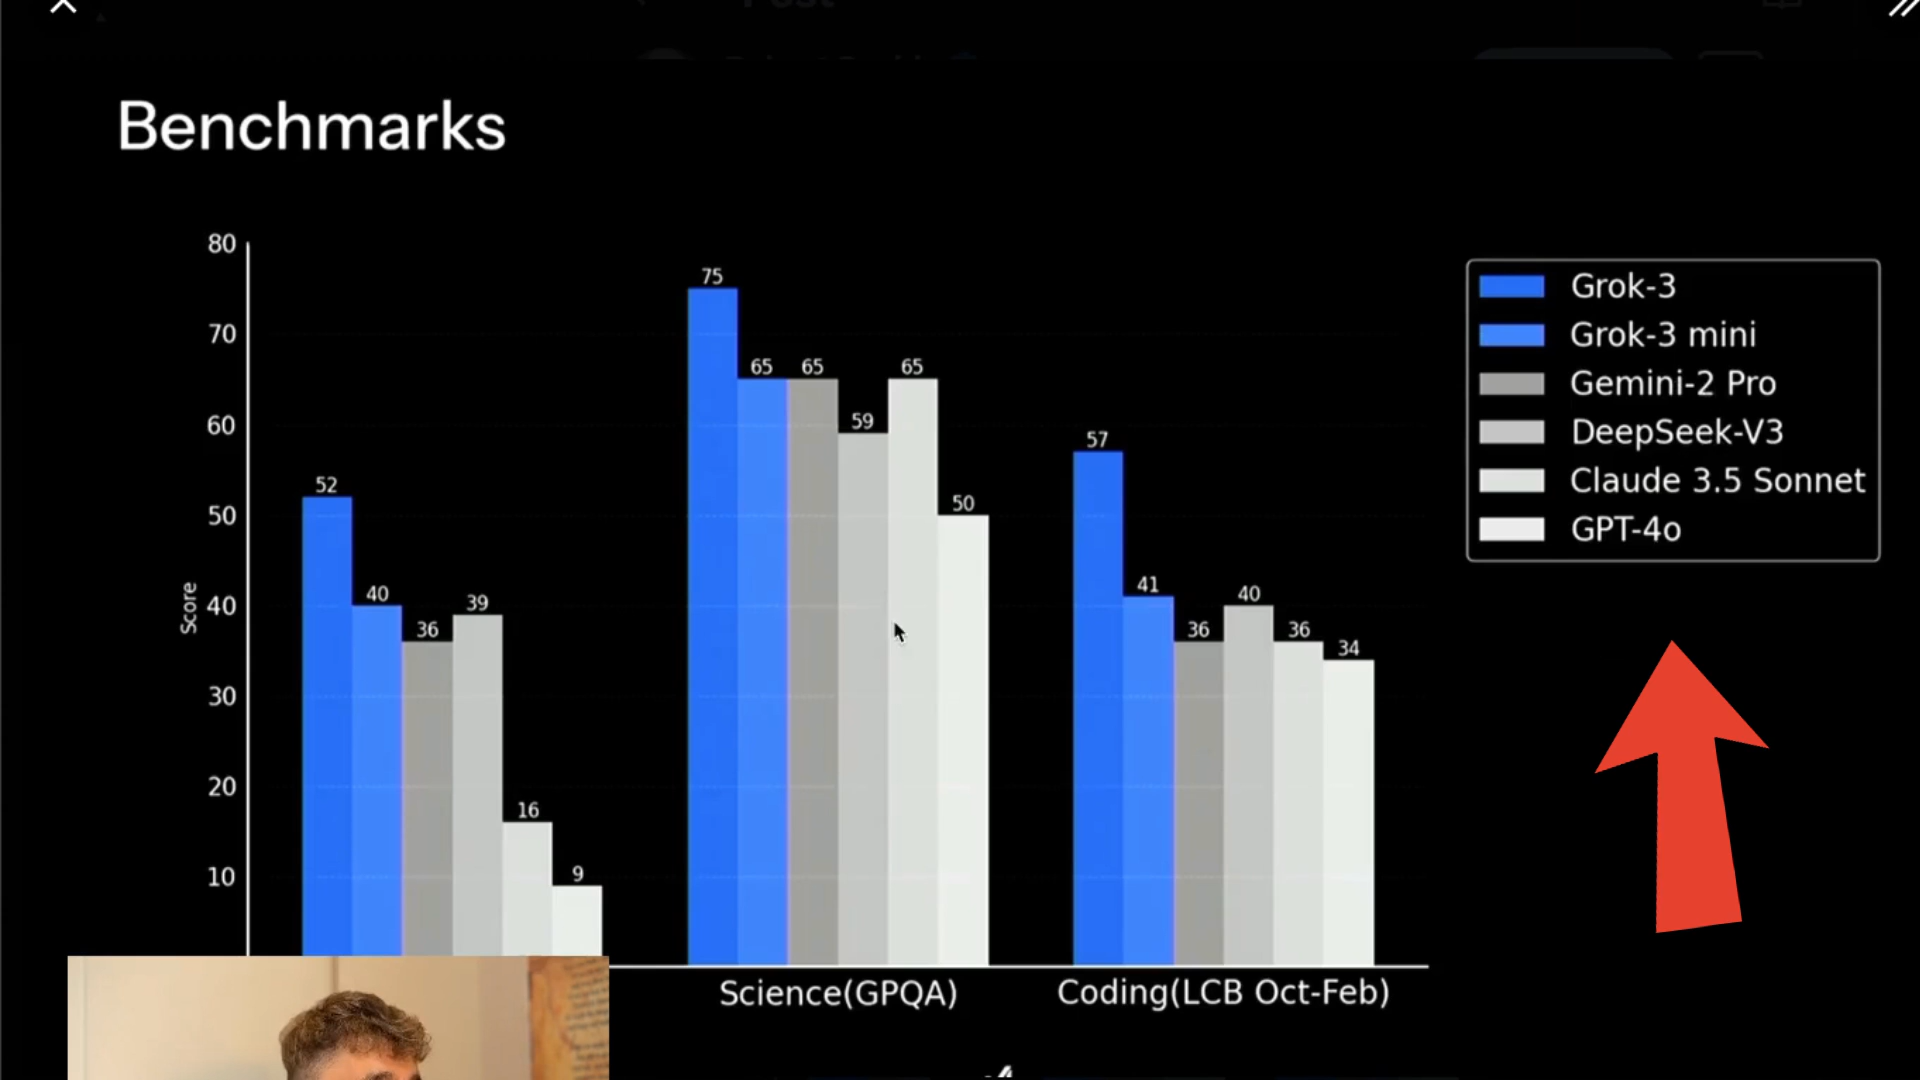 Benchmarks
80
70
60
50
40
30
20
10
Score
52
40
36
39
16
9
75
65
65
59
65
50
57
41
36
40
36
34
Science(GPQA)
Coding(LCB Oct-Feb)
Grok-3
Grok-3 mini
Gemini-2 Pro
DeepSeek-V3
Claude 3.5 Sonnet
GPT-4o